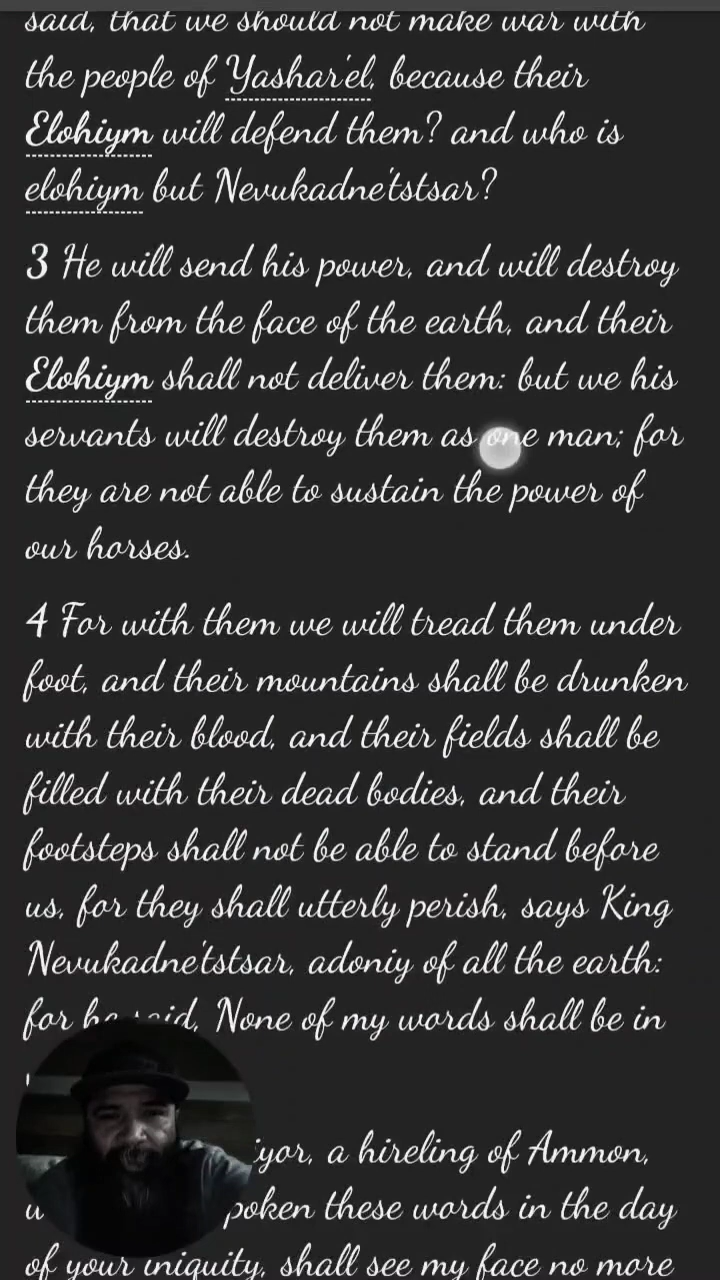 said, that we should not make war with
the people of Yashar'el, because their
Elohiym will defend them? and who is
elohiym but Nevukadne'tstsar?
3 He will send his power, and will destroy
them from the face of the earth, and their
Elohiym shall not deliver them: but we his
servants will destroy them as one man; for
they are not able to sustain the power of
our horses.
4 For with them we will tread them under
foot, and their mountains shall be drunken
with their blood, and their fields shall be
filled with their dead bodies, and their
footsteps shall not be able to stand before
us, for they shall utterly perish, says King
Nevukadne'tstsar, adoniy of all the earth:
for he said, None of my words shall be in
a hireling of Ammon,
these words in the day
of your iniquity, shall see my face no more